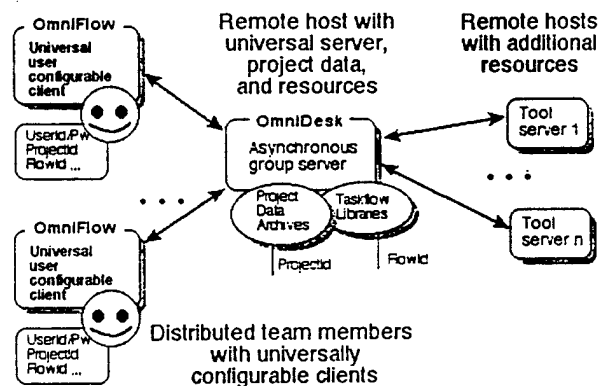 OmniFlow
Universal
user
configurable
client
UserId/Pw
ProjectId
FlowId ...
Remote host with
universal server,
project data,
and resources
Remote hosts
with additional
resources
OmniDesk
Asynchronous
group server
Project
Data
Archives
Taskflow
Libraries
ProjectId
FlowId
Tool
server 1
. . .
Tool
server n
. . .
OmniFlow
Universal
user
configurable
client
UserId/Pw
ProjectId
FlowId ...
Distributed team members
with universally
configurable clients